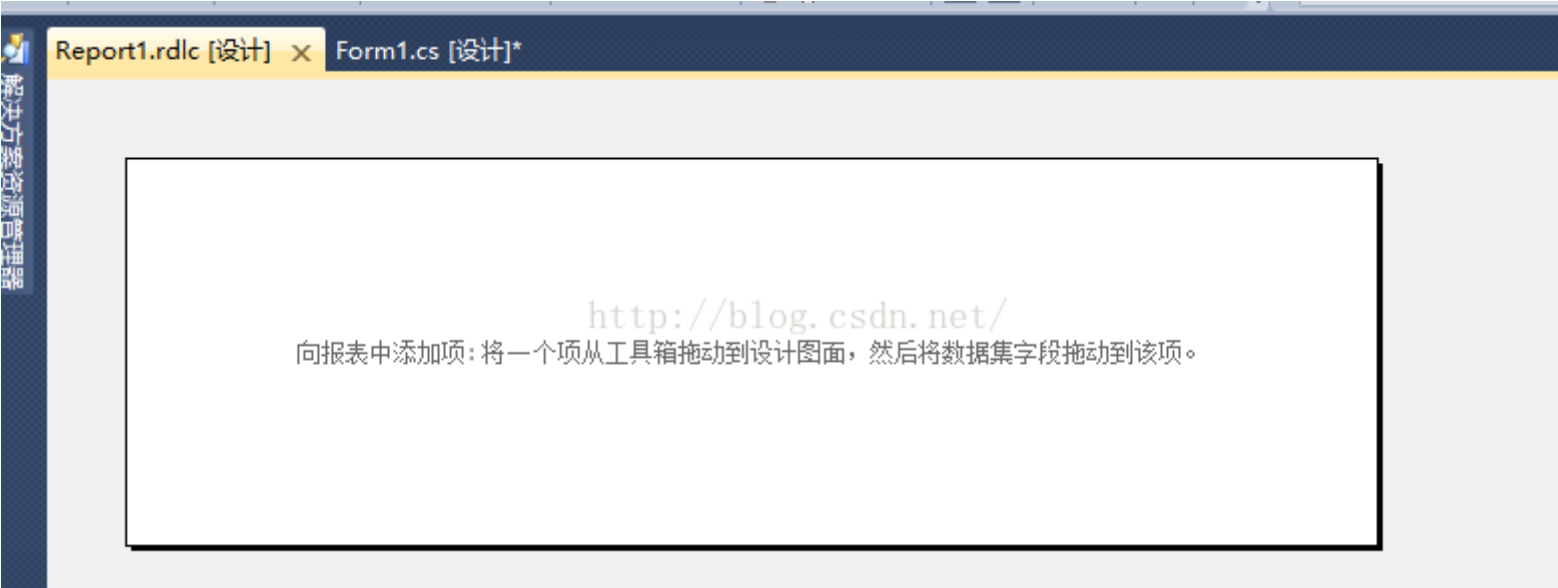 Report1.rdlc [设计]
Form1.cs [设计]*
解决方案资源管理器
http://blog.csdn.net/
向报表中添加项:将一个项从工具箱拖动到设计图面，然后将数据集字段拖动到该项。